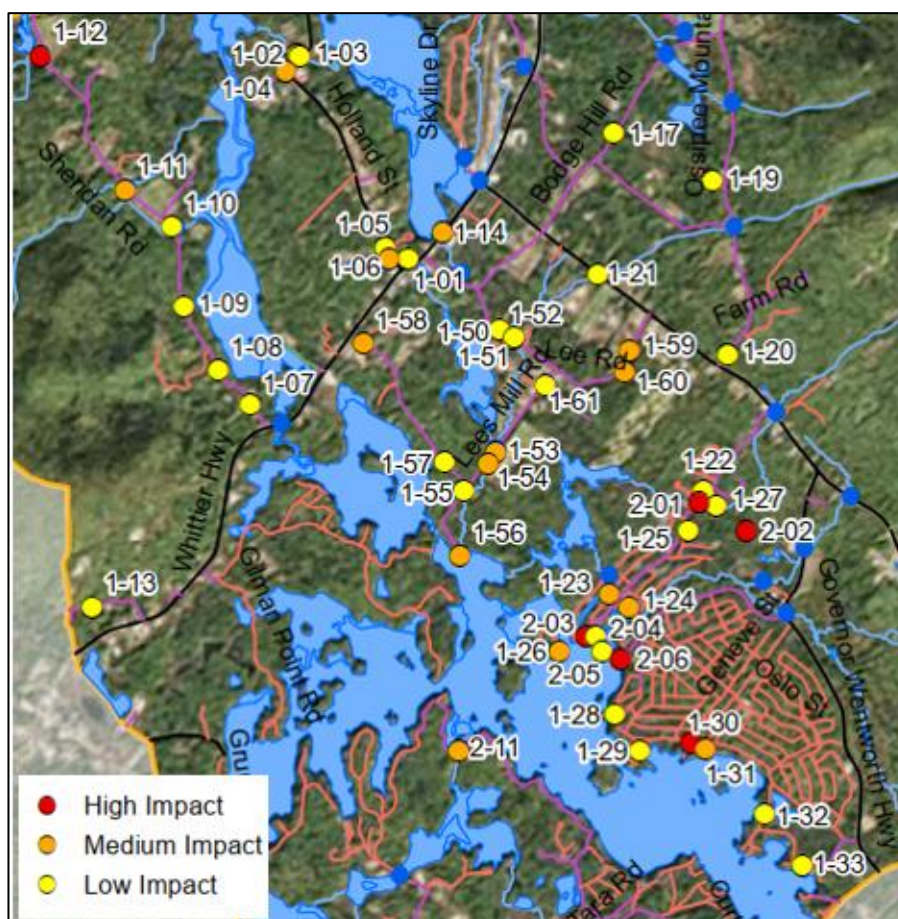 1-12
1-02
1-03
1-04
Skyline Dr
Holland St
Bodge Hill Rd
1-17
Ossipee Mounta
1-19
1-11
Sheridan Rd
1-10
1-05
1-14
1-06
1-01
1-21
1-09
1-58
1-50
1-52
1-51
Lee Rd
1-59
Farm Rd
1-20
1-08
1-60
1-07
Lees Mill Rd
1-61
1-53
1-57
1-54
1-55
1-22
2-01
1-27
1-25
2-02
Whittier Hwy
1-56
1-13
Gilman Point Rd
1-23
1-24
2-03
2-04
1-26
2-05
2-06
Geneve St
Oslo St
Governor Wentworth Hwy
1-28
1-30
1-29
1-31
2-11
1-32
1-33
High Impact
Medium Impact
Low Impact
Tara Rd